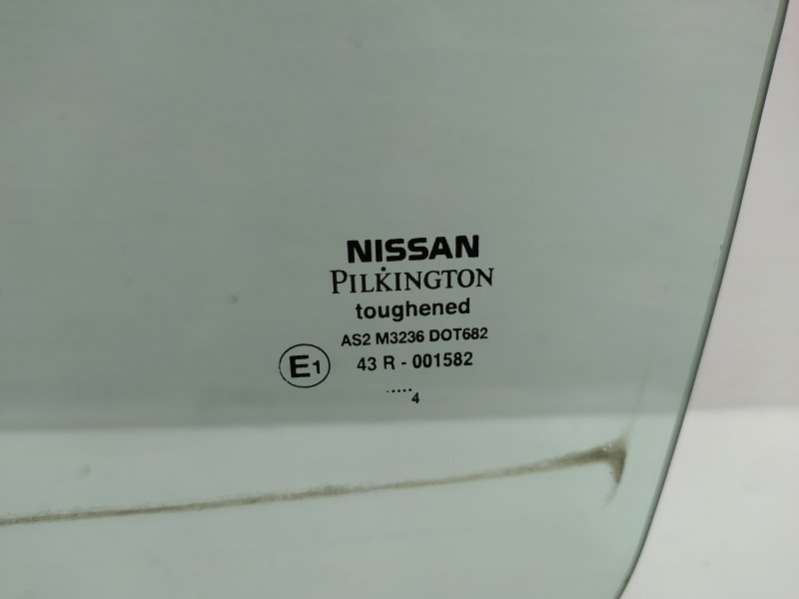 NISSAN
PILKINGTON
toughened
AS2 M3236 DOT682
E1 43 R - 001582
.....4